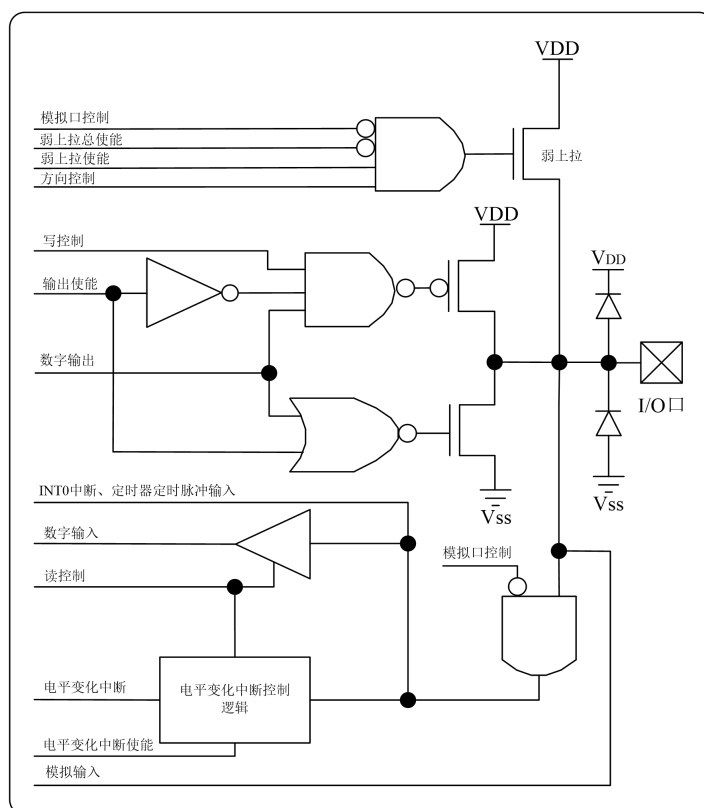 VDD
模拟口控制
弱上拉总使能
弱上拉使能
方向控制
弱上拉
VDD
写控制
输出使能
数字输出
VDD
I/O口
Vss
Vss
INT0中断、定时器定时脉冲输入
数字输入
读控制
模拟口控制
电平变化中断
电平变化中断控制
逻辑
电平变化中断使能
模拟输入